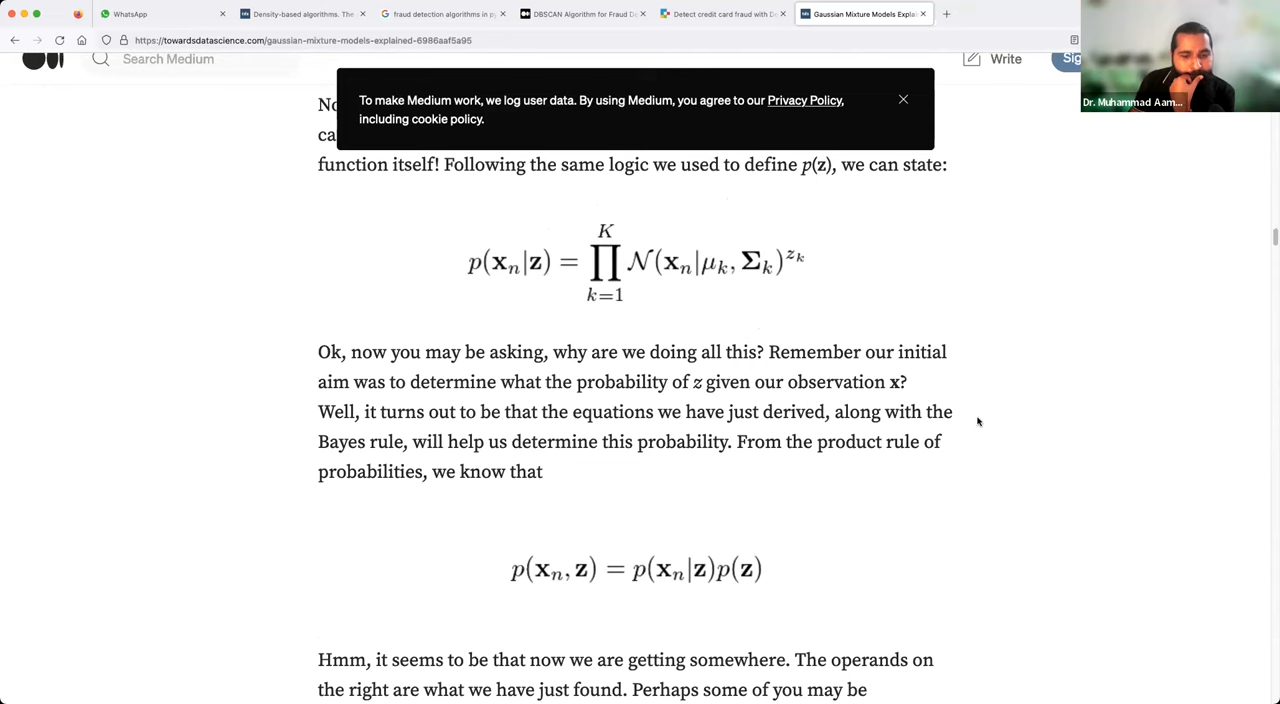 WhatsApp
Density-based algorithms. The
fraud detection algorithms in p
DBSCAN Algorithm for Fraud D
Detect credit card fraud with D
Gaussian Mixture Models Expla
https://towardsdatascience.com/gaussian-mixture-models-explained-6986aaf5a95
Search Medium
Write
Sig
Dr. Muhammad Aam...
To make Medium work, we log user data. By using Medium, you agree to our Privacy Policy,
including cookie policy.
No
ca
function itself! Following the same logic we used to define p(z), we can state:
p(xₙ|z) = ∏_{k=1}^{K} 𝒩(xₙ|μₖ, Σₖ)^{zₖ}
Ok, now you may be asking, why are we doing all this? Remember our initial
aim was to determine what the probability of z given our observation x?
Well, it turns out to be that the equations we have just derived, along with the
Bayes rule, will help us determine this probability. From the product rule of
probabilities, we know that
p(xₙ, z) = p(xₙ|z)p(z)
Hmm, it seems to be that now we are getting somewhere. The operands on
the right are what we have just found. Perhaps some of you may be